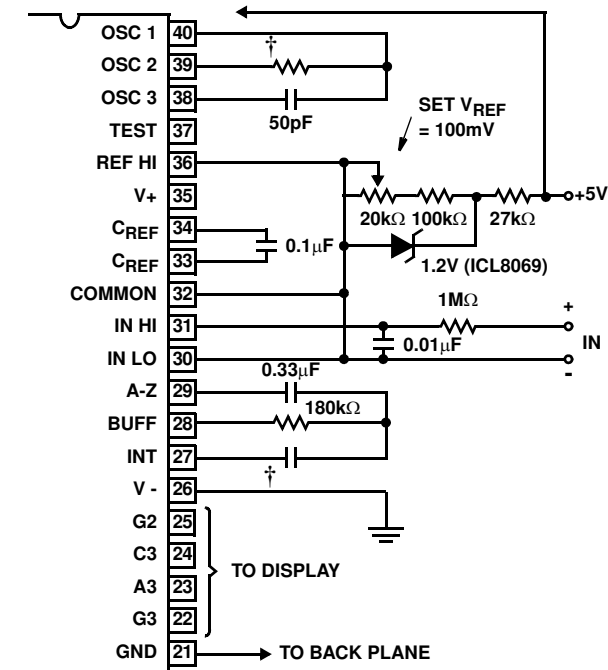 OSC 1 40
OSC 2 39
†
OSC 3 38
50pF
TEST 37
SET VREF
= 100mV
REF HI 36
V+ 35
+5V
20kΩ 100kΩ 27kΩ
CREF 34
0.1μF
CREF 33
1.2V (ICL8069)
COMMON 32
1MΩ
IN HI 31
+
0.01μF
IN
IN LO 30
-
0.33μF
A-Z 29
180kΩ
BUFF 28
INT 27
†
V - 26
G2 25
C3 24
TO DISPLAY
A3 23
G3 22
GND 21
TO BACK PLANE